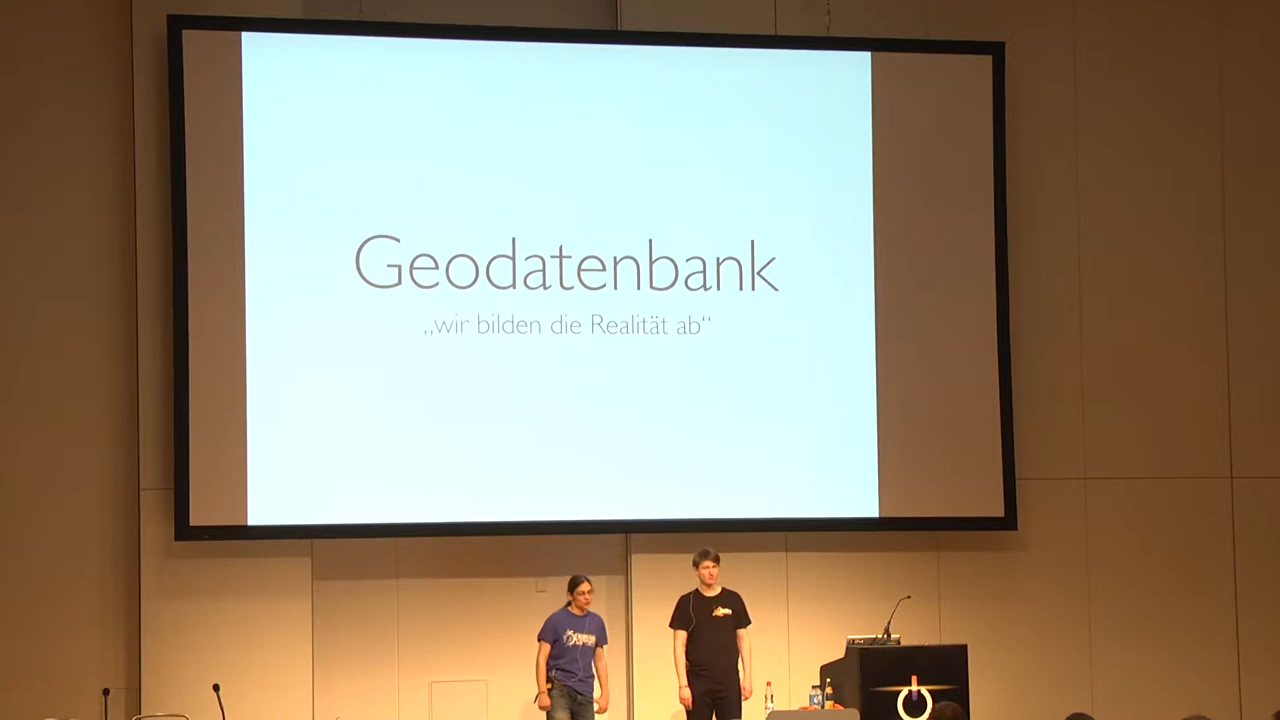 Geodatenbank
„wir bilden die Realität ab“